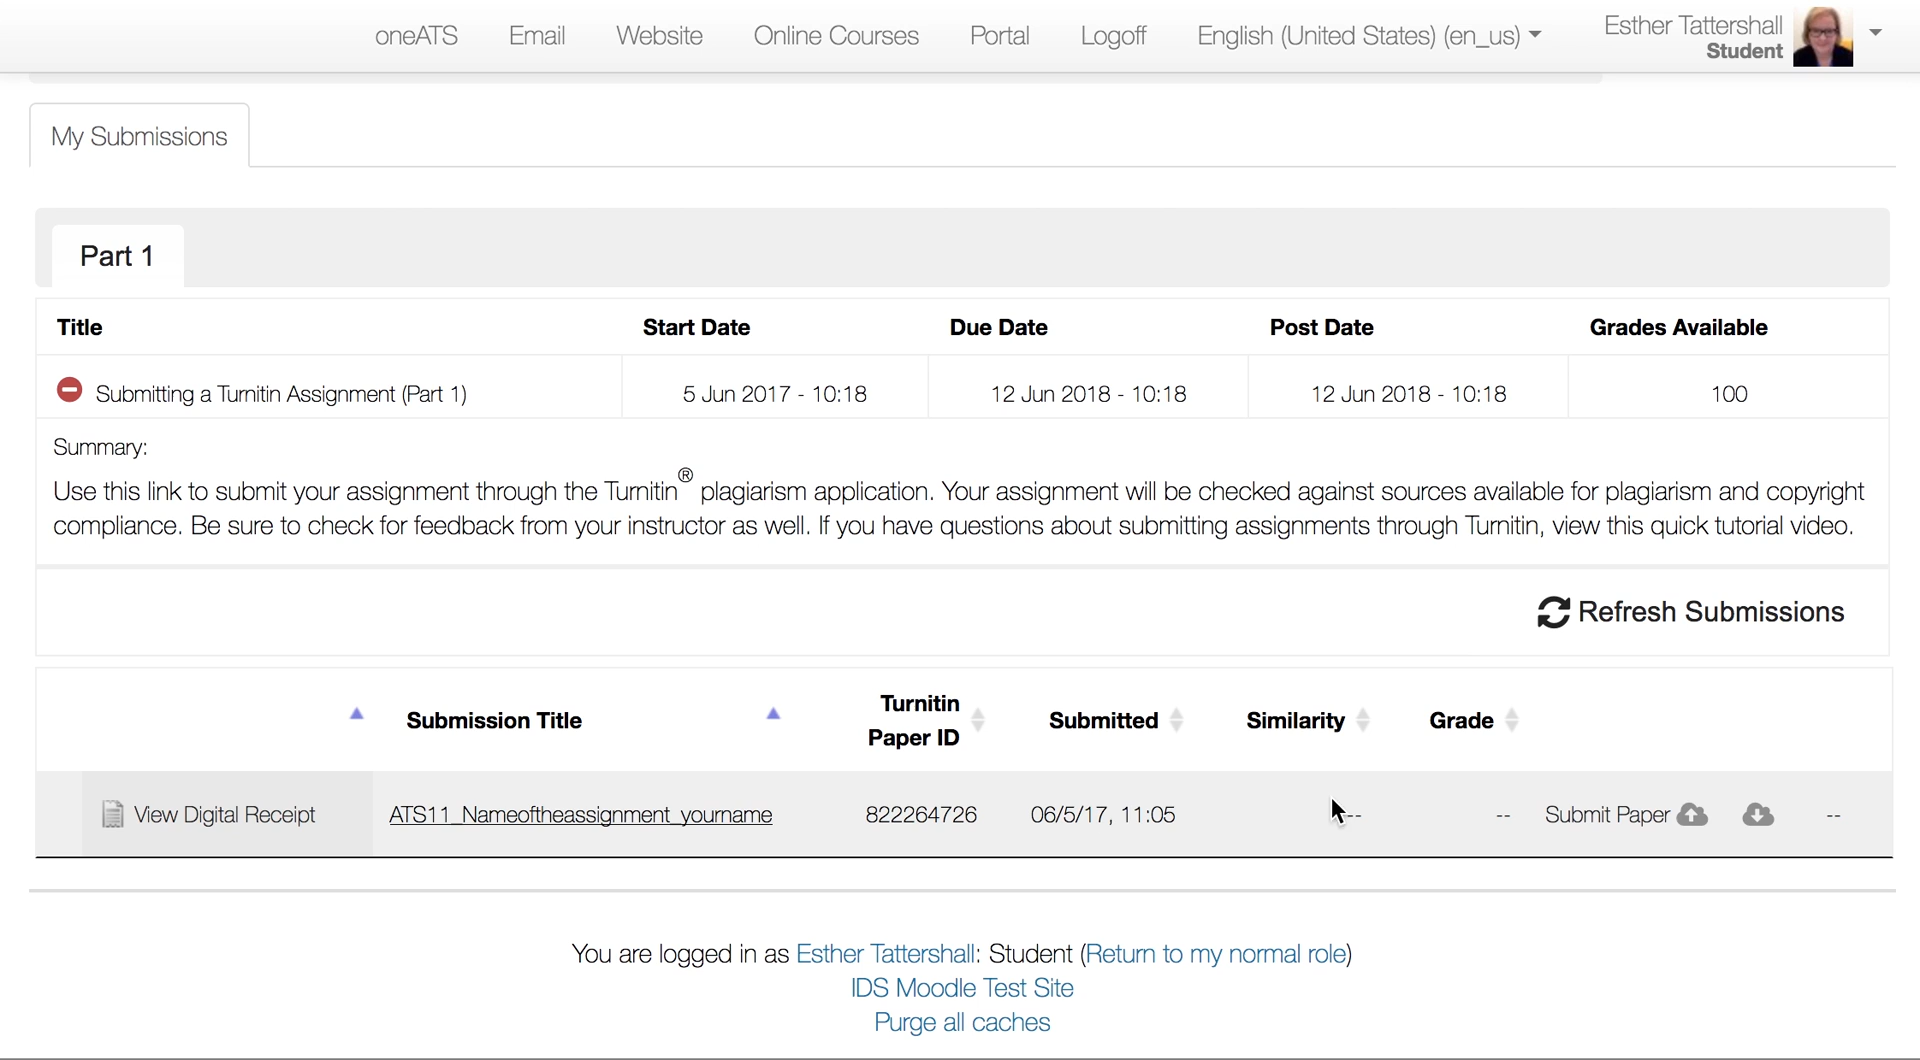 oneATS Email Website Online Courses Portal Logoff English (United States) (en_us) Esther Tattershall
Student
My Submissions
Part 1
Title Start Date Due Date Post Date Grades Available
Submitting a Turnitin Assignment (Part 1) 5 Jun 2017 - 10:18 12 Jun 2018 - 10:18 12 Jun 2018 - 10:18 100
Summary:
Use this link to submit your assignment through the Turnitin® plagiarism application. Your assignment will be checked against sources available for plagiarism and copyright
compliance. Be sure to check for feedback from your instructor as well. If you have questions about submitting assignments through Turnitin, view this quick tutorial video.
Refresh Submissions
Submission Title Turnitin Paper ID Submitted Similarity Grade
View Digital Receipt ATS11_Nameoftheassignment_yourname 822264726 06/5/17, 11:05 -- -- Submit Paper --
You are logged in as Esther Tattershall: Student (Return to my normal role)
IDS Moodle Test Site
Purge all caches